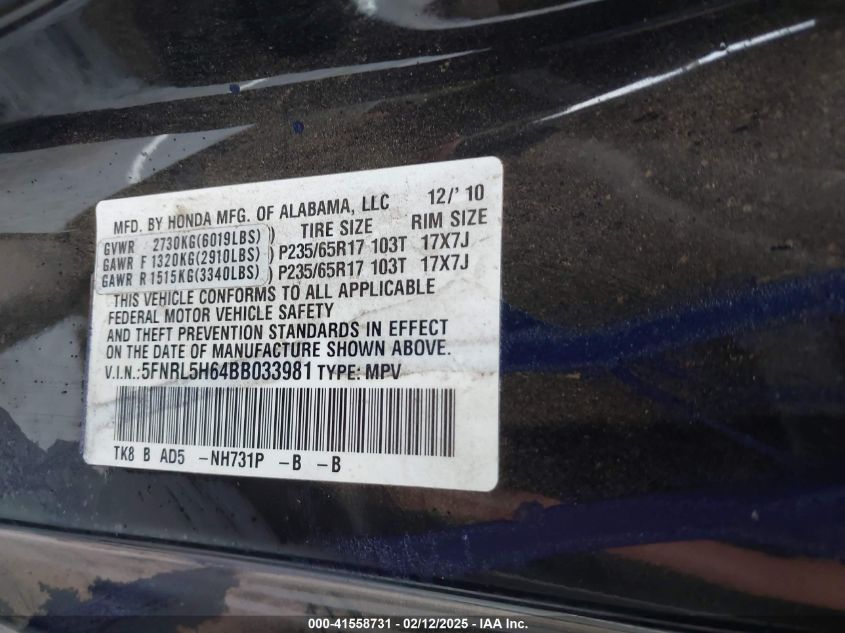 MFD. BY HONDA MFG. OF ALABAMA, LLC 12/' 10
TIRE SIZE RIM SIZE
GVWR 2730KG(6019LBS)
GAWR F 1320KG(2910LBS) P235/65R17 103T 17X7J
GAWR R 1515KG(3340LBS) P235/65R17 103T 17X7J
THIS VEHICLE CONFORMS TO ALL APPLICABLE
FEDERAL MOTOR VEHICLE SAFETY
AND THEFT PREVENTION STANDARDS IN EFFECT
ON THE DATE OF MANUFACTURE SHOWN ABOVE.
V.I.N.:5FNRL5H64BB033981 TYPE: MPV
TK8 B AD5 -NH731P -B -B
000-41558731 - 02/12/2025 - IAA Inc.